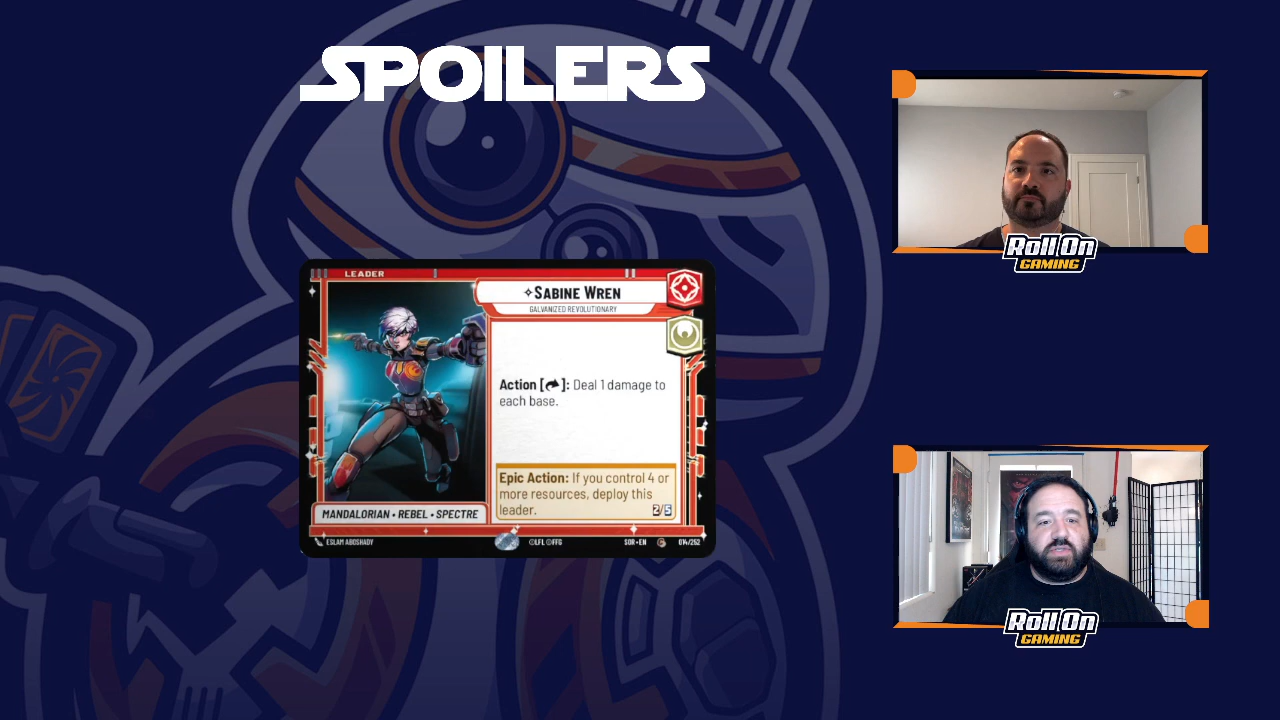 SPOILERS
LEADER
SABINE WREN
GALVANIZED REVOLUTIONARY
Action [ ]: Deal 1 damage to
each base.
Epic Action: If you control 4 or
more resources, deploy this
leader.
2/5
MANDALORIAN • REBEL • SPECTRE
ESLAM ABOSHADY
©LFL ©FFG
SOR • EN
014/252
Roll On
GAMING
Roll On
GAMING